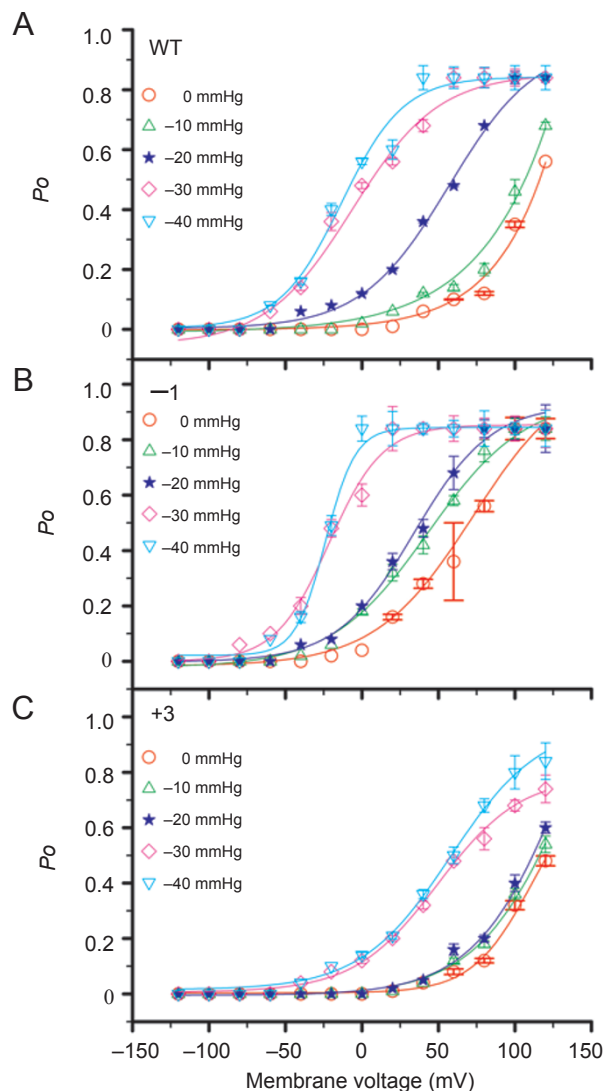 A
WT
1.0
0.8
0.6
0.4
0.2
0
Po
0 mmHg
–10 mmHg
–20 mmHg
–30 mmHg
–40 mmHg
B
—1
1.0
0.8
0.6
0.4
0.2
0
Po
0 mmHg
–10 mmHg
–20 mmHg
–30 mmHg
–40 mmHg
C
+3
1.0
0.8
0.6
0.4
0.2
0
Po
0 mmHg
–10 mmHg
–20 mmHg
–30 mmHg
–40 mmHg
–150 –100 –50 0 50 100 150
Membrane voltage (mV)